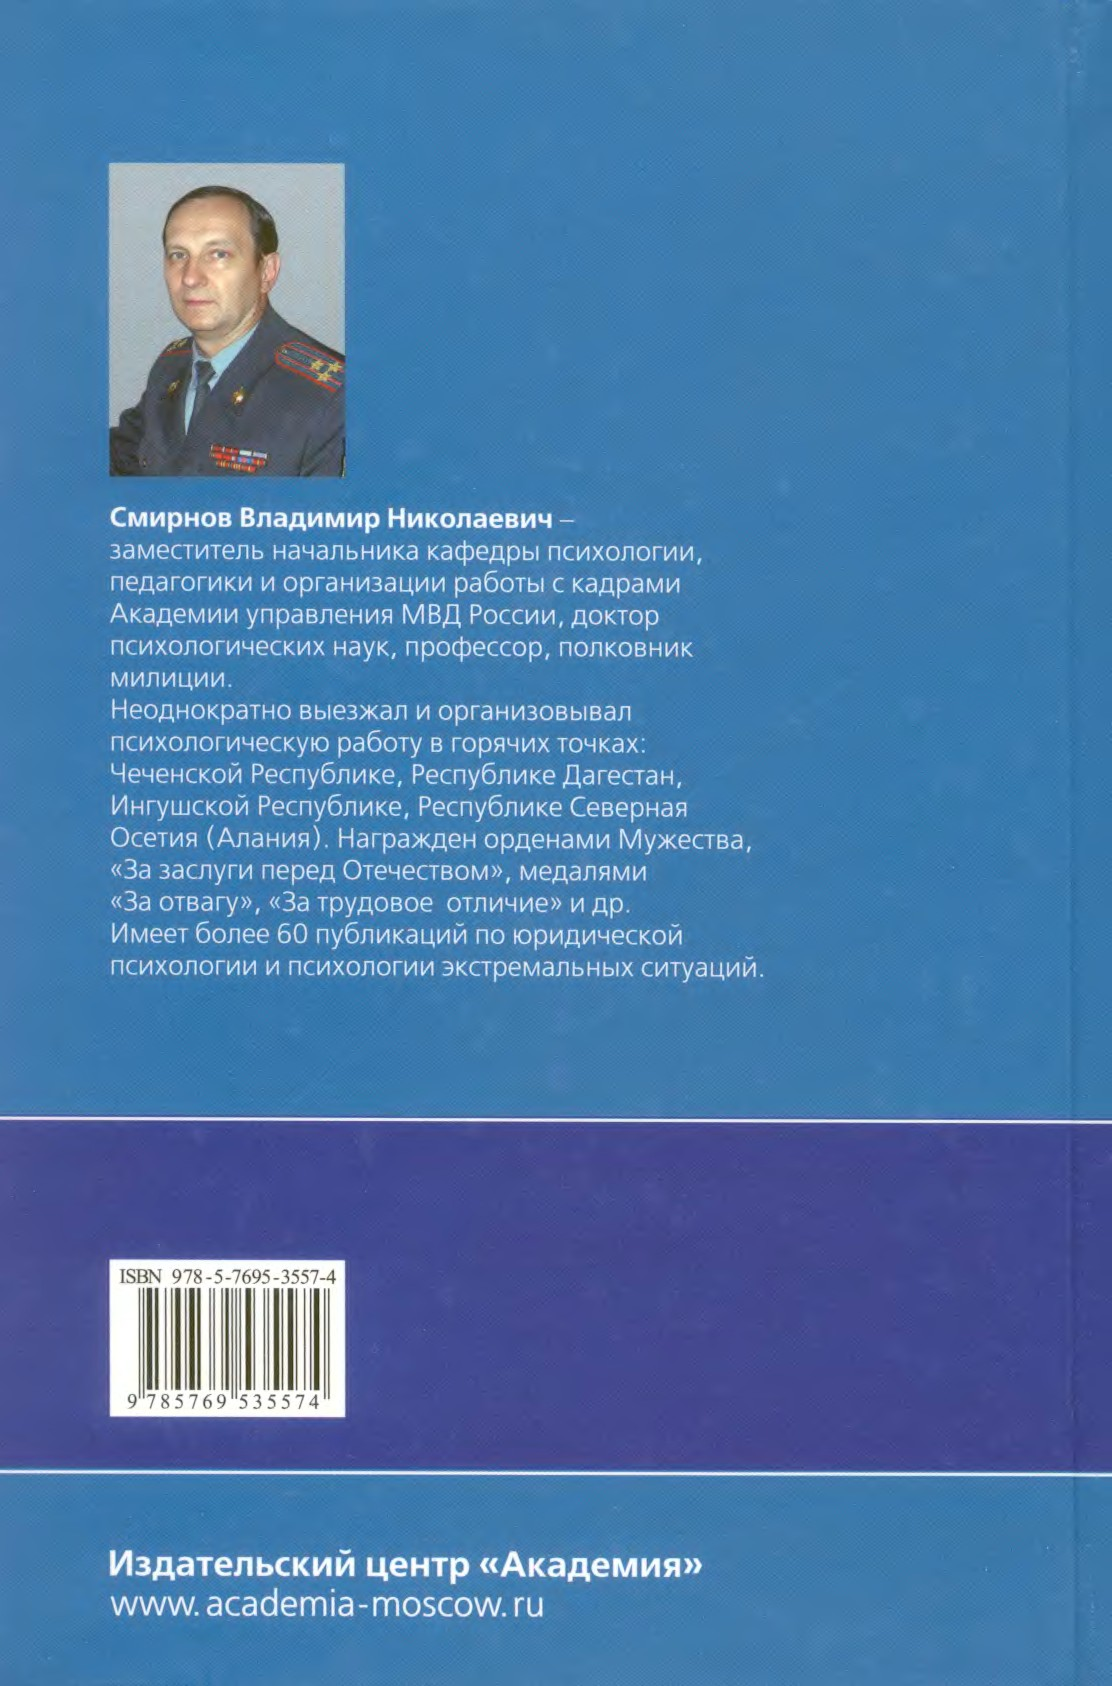 Смирнов Владимир Николаевич –
заместитель начальника кафедры психологии,
педагогики и организации работы с кадрами
Академии управления МВД России, доктор
психологических наук, профессор, полковник
милиции.
Неоднократно выезжал и организовывал
психологическую работу в горячих точках:
Чеченской Республике, Республике Дагестан,
Ингушской Республике, Республике Северная
Осетия (Алания). Награжден орденами Мужества,
«За заслуги перед Отечеством», медалями
«За отвагу», «За трудовое отличие» и др.
Имеет более 60 публикаций по юридической
психологии и психологии экстремальных ситуаций.
ISBN 978-5-7695-3557-4
9 785769 535574
Издательский центр «Академия»
www.academia-moscow.ru